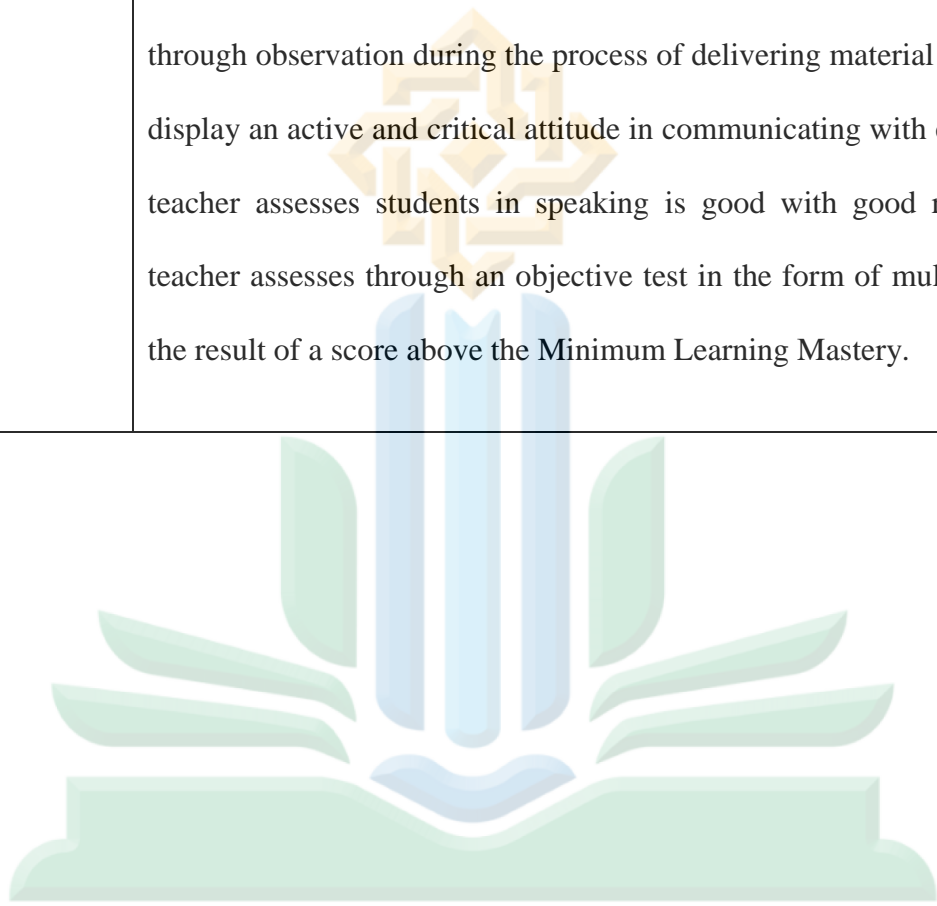 through observation during the process of delivering material
display an active and critical attitude in communicating with
teacher assesses students in speaking is good with good
teacher assesses through an objective test in the form of
the result of a score above the Minimum Learning Mastery.